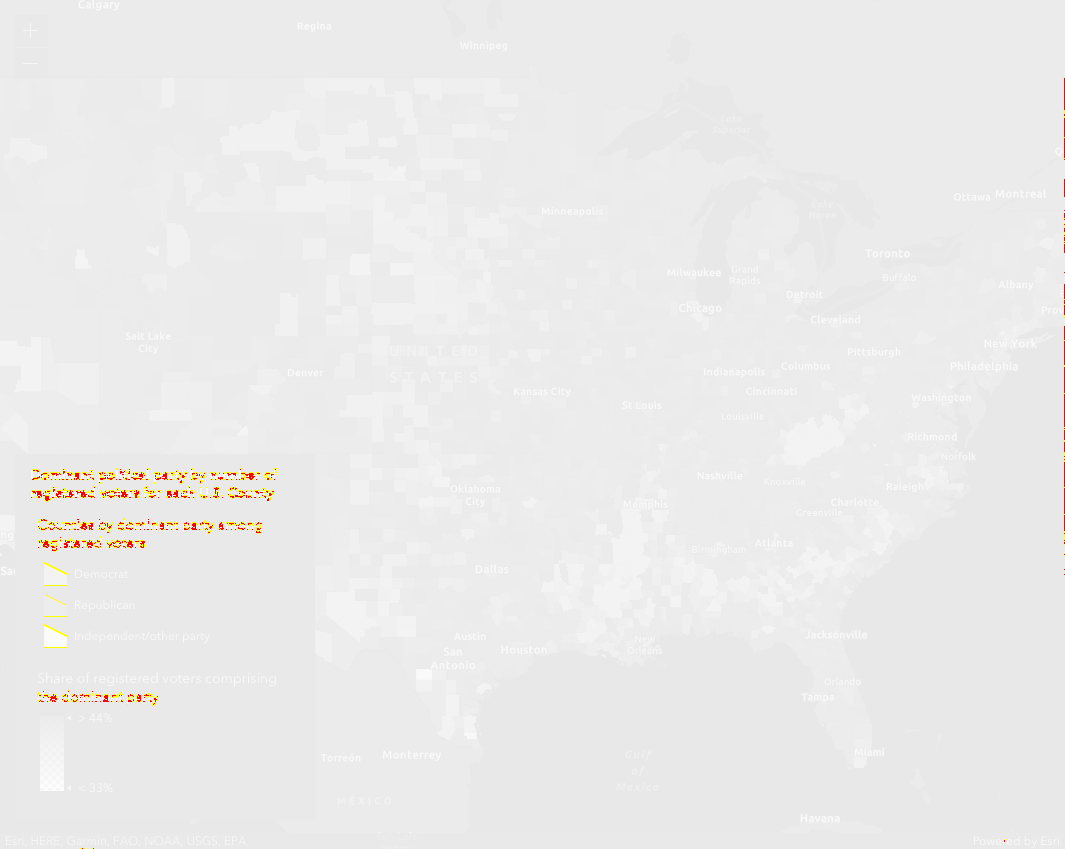 Calgary
Regina
Winnipeg
Lake
Superior
Ottawa
Montreal
Minneapolis
Lake
Huron
Toronto
Milwaukee
Grand
Rapids
Buffalo
Chicago
Detroit
Albany
Prov
Cleveland
Salt Lake
City
New York
UNITED
STATES
Pittsburgh
Denver
Indianapolis
Columbus
Philadelphia
Kansas City
Cincinnati
Washington
St Louis
Louisville
Richmond
Norfolk
Dominant political party by number of
registered voters for each U.S. County
Nashville
Knoxville
Raleigh
Oklahoma
City
Memphis
Charlotte
Greenville
Counties by dominant party among
registered voters
Birmingham
Atlanta
Dallas
Democrat
Republican
Independent/other party
Austin
San
Antonio
Houston
New
Orleans
Jacksonville
Share of registered voters comprising
the dominant party
Orlando
Tampa
> 44%
< 33%
Torreón
Monterrey
Gulf
of
Mexico
Miami
MÉXICO
Havana
Esri, HERE, Garmin, FAO, NOAA, USGS, EPA
Powered by Esri